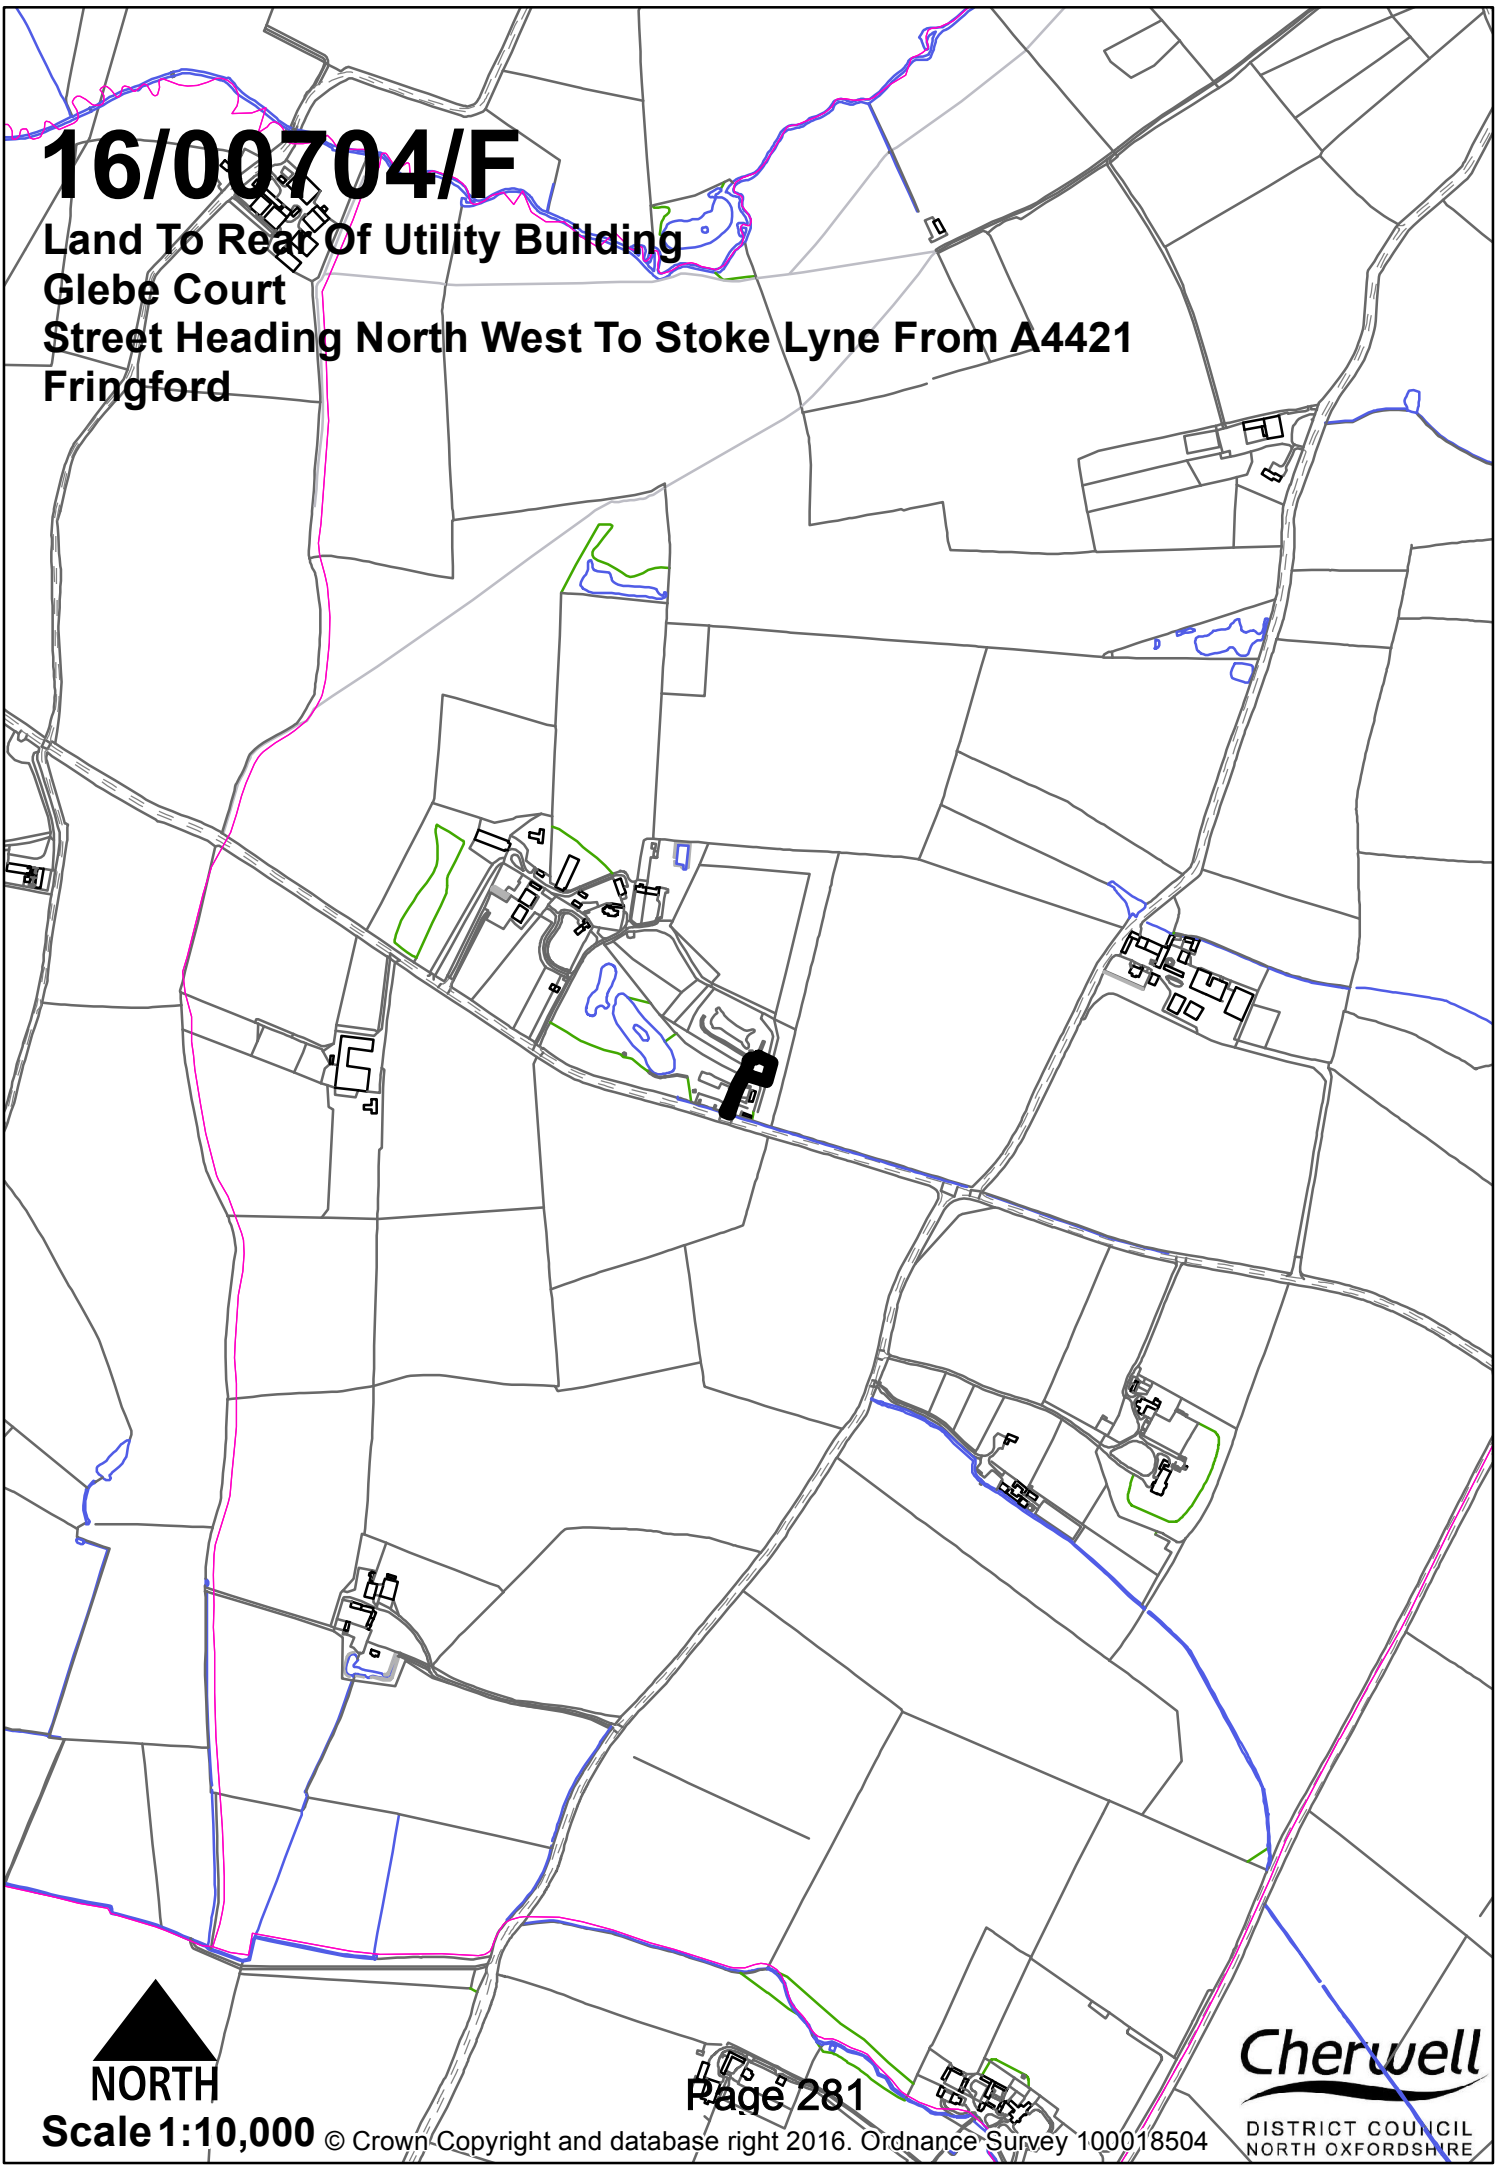 16/00704/F
Land To Rear Of Utility Building
Glebe Court
Street Heading North West To Stoke Lyne From A4421
Fringford
NORTH
Scale 1:10,000
© Crown Copyright and database right 2016. Ordnance Survey 100018504
Page 281
Cherwell
DISTRICT COUNCIL
NORTH OXFORDSHIRE